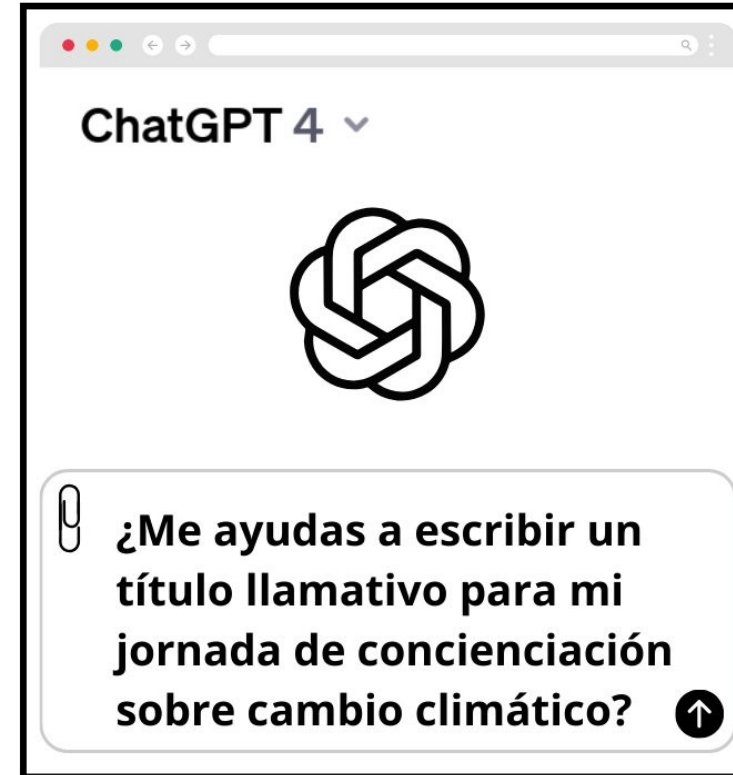 ChatGPT 4
¿Me ayudas a escribir un
título llamativo para mi
jornada de concienciación
sobre cambio climático?